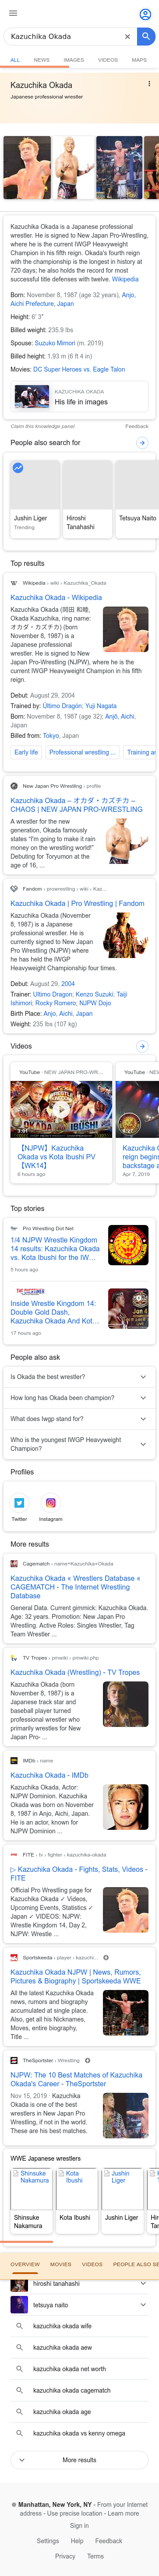 Kazuchika Okada
ALL NEWS IMAGES VIDEOS MAPS
Kazuchika Okada
Japanese professional wrestler
Kazuchika Okada is a Japanese professional
wrestler. He is signed to New Japan Pro-Wrestling,
where he is the former IWGP Heavyweight
Champion in his fifth reign. Okada's fourth reign
with the championship is the longest in history at
720 days; he also holds the record for most
successful title defenses with twelve. Wikipedia
Born: November 8, 1987 (age 32 years), Anjo,
Aichi Prefecture, Japan
Height: 6′ 3″
Billed weight: 235.9 lbs
Spouse: Suzuko Mimori (m. 2019)
Billed height: 1.93 m (6 ft 4 in)
Movies: DC Super Heroes vs. Eagle Talon
KAZUCHIKA OKADA
His life in images
Claim this knowledge panel
Feedback
People also search for
Jushin Liger
Trending
Hiroshi
Tanahashi
Tetsuya Naito
Top results
Wikipedia › wiki › Kazuchika_Okada
Kazuchika Okada - Wikipedia
Kazuchika Okada (岡田 和睦,
Okada Kazuchika, ring name:
オカダ・カズチカ) (born
November 8, 1987) is a
Japanese professional
wrestler. He is signed to New
Japan Pro-Wrestling (NJPW), where he is the
former IWGP Heavyweight Champion in his fifth
reign.
Debut: August 29, 2004
Trained by: Último Dragón; Yuji Nagata
Born: November 8, 1987 (age 32); Anjō, Aichi,
Japan
Billed from: Tokyo, Japan
Early life
Professional wrestling ...
Training an
New Japan Pro Wrestling › profile
Kazuchika Okada – オカダ・カズチカ –
CHAOS | NEW JAPAN PRO-WRESTLING
A wrestler for the new
generation, Okada famously
states "I'm going to make it rain
money from all over the world!"
Debuting for Toryumon at the
age of 16, ...
Fandom › prowrestling › wiki › Kaz...
Kazuchika Okada | Pro Wrestling | Fandom
Kazuchika Okada (November
8, 1987) is a Japanese
professional wrestler. He is
currently signed to New Japan
Pro Wrestling (NJPW) where
he has held the IWGP
Heavyweight Championship four times.
Debut: August 29, 2004
Trainer: Ultimo Dragon; Kenzo Suzuki; Taiji
Ishimori; Rocky Romero; NJPW Dojo
Birth Place: Anjo, Aichi, Japan
Weight: 235 lbs (107 kg)
Videos
YouTube · NEW JAPAN PRO-WR...
【NJPW】Kazuchika
Okada vs Kota Ibushi PV
【WK14】
6 hours ago
YouTube · NEW
Kazuchika O
reign begins
backstage a
Apr 7, 2019
Top stories
Pro Wrestling Dot Net
1/4 NJPW Wrestle Kingdom
14 results: Kazuchika Okada
vs. Kota Ibushi for the IW...
5 hours ago
Inside Wrestle Kingdom 14:
Double Gold Dash,
Kazuchika Okada And Kot...
17 hours ago
People also ask
Is Okada the best wrestler?
How long has Okada been champion?
What does Iwgp stand for?
Who is the youngest IWGP Heavyweight
Champion?
Profiles
Twitter
Instagram
More results
Cagematch › name=Kazuchika+Okada
Kazuchika Okada « Wrestlers Database «
CAGEMATCH - The Internet Wrestling
Database
General Data. Current gimmick: Kazuchika Okada.
Age: 32 years. Promotion: New Japan Pro
Wrestling. Active Roles: Singles Wrestler, Tag
Team Wrestler ...
TV Tropes › pmwiki › pmwiki.php
Kazuchika Okada (Wrestling) - TV Tropes
Kazuchika Okada (born
November 8, 1987) is a
Japanese track star and
baseball player turned
professional wrestler who
primarily wrestles for New
Japan Pro- ...
IMDb › name
Kazuchika Okada - IMDb
Kazuchika Okada, Actor:
NJPW Dominion. Kazuchika
Okada was born on November
8, 1987 in Anjo, Aichi, Japan.
He is an actor, known for
NJPW Dominion ...
FITE › tv › fighter › kazuchika-okada
▷ Kazuchika Okada - Fights, Stats, Videos -
FITE
Official Pro Wrestling page for
Kazuchika Okada ✓ Videos,
Upcoming Events, Statistics ✓
Japan ✓ VIDEOS: NJPW:
Wrestle Kingdom 14, Day 2,
NJPW: Wrestle ...
Sportskeeda › player › kazuchi...
Kazuchika Okada NJPW | News, Rumors,
Pictures & Biography | Sportskeeda WWE
All the latest Kazuchika Okada
news, rumors and biography.
Also, get all his Nicknames,
Moves, entire biography,
Title ...
TheSportster › Wrestling
NJPW: The 10 Best Matches of Kazuchika
Okada's Career - TheSportster
Nov 15, 2019 · Kazuchika
Okada is one of the best
wrestlers in New Japan Pro
Wrestling, if not in the world.
These are his best matches.
WWE Japanese wrestlers
Shinsuke
Nakamura
Kota
Ibushi
Jushin
Liger
Shinsuke
Nakamura
Kota Ibushi
Jushin Liger
Hiro
Tan
OVERVIEW MOVIES VIDEOS PEOPLE ALSO SE
hiroshi tanahashi
tetsuya naito
kazuchika okada wife
kazuchika okada aew
kazuchika okada net worth
kazuchika okada cagematch
kazuchika okada age
kazuchika okada vs kenny omega
More results
Manhattan, New York, NY - From your Internet
address - Use precise location - Learn more
Sign in
Settings Help Feedback
Privacy Terms